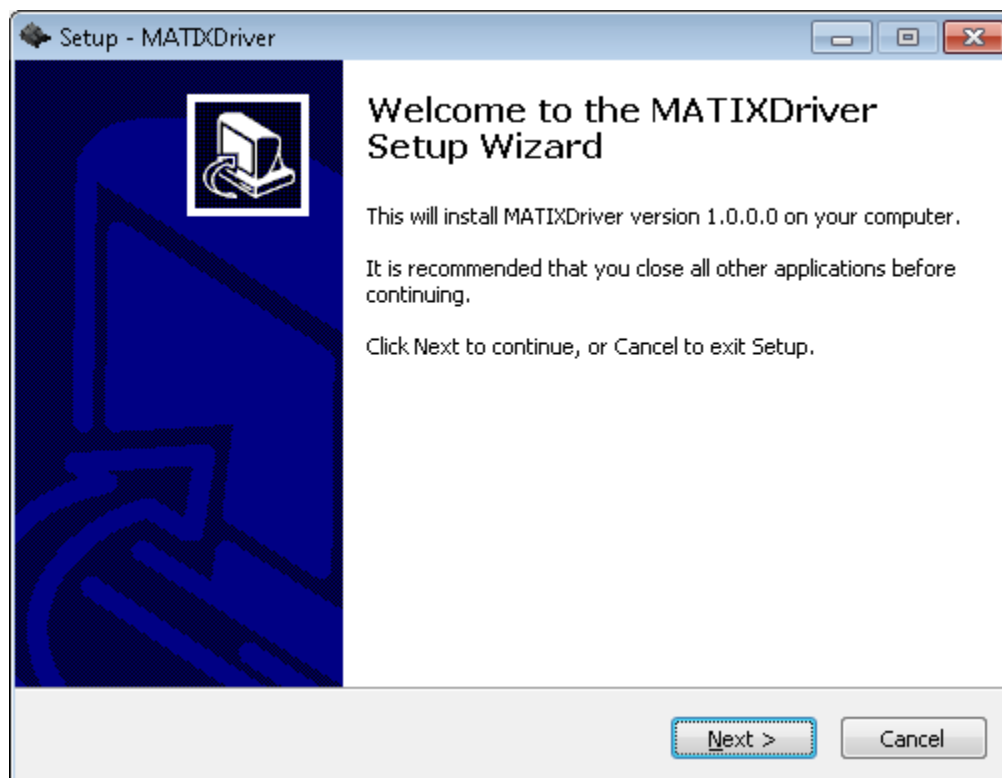 Setup - MATIXDriver
Welcome to the MATIXDriver
Setup Wizard
This will install MATIXDriver version 1.0.0.0 on your computer.
It is recommended that you close all other applications before
continuing.
Click Next to continue, or Cancel to exit Setup.
Next >
Cancel